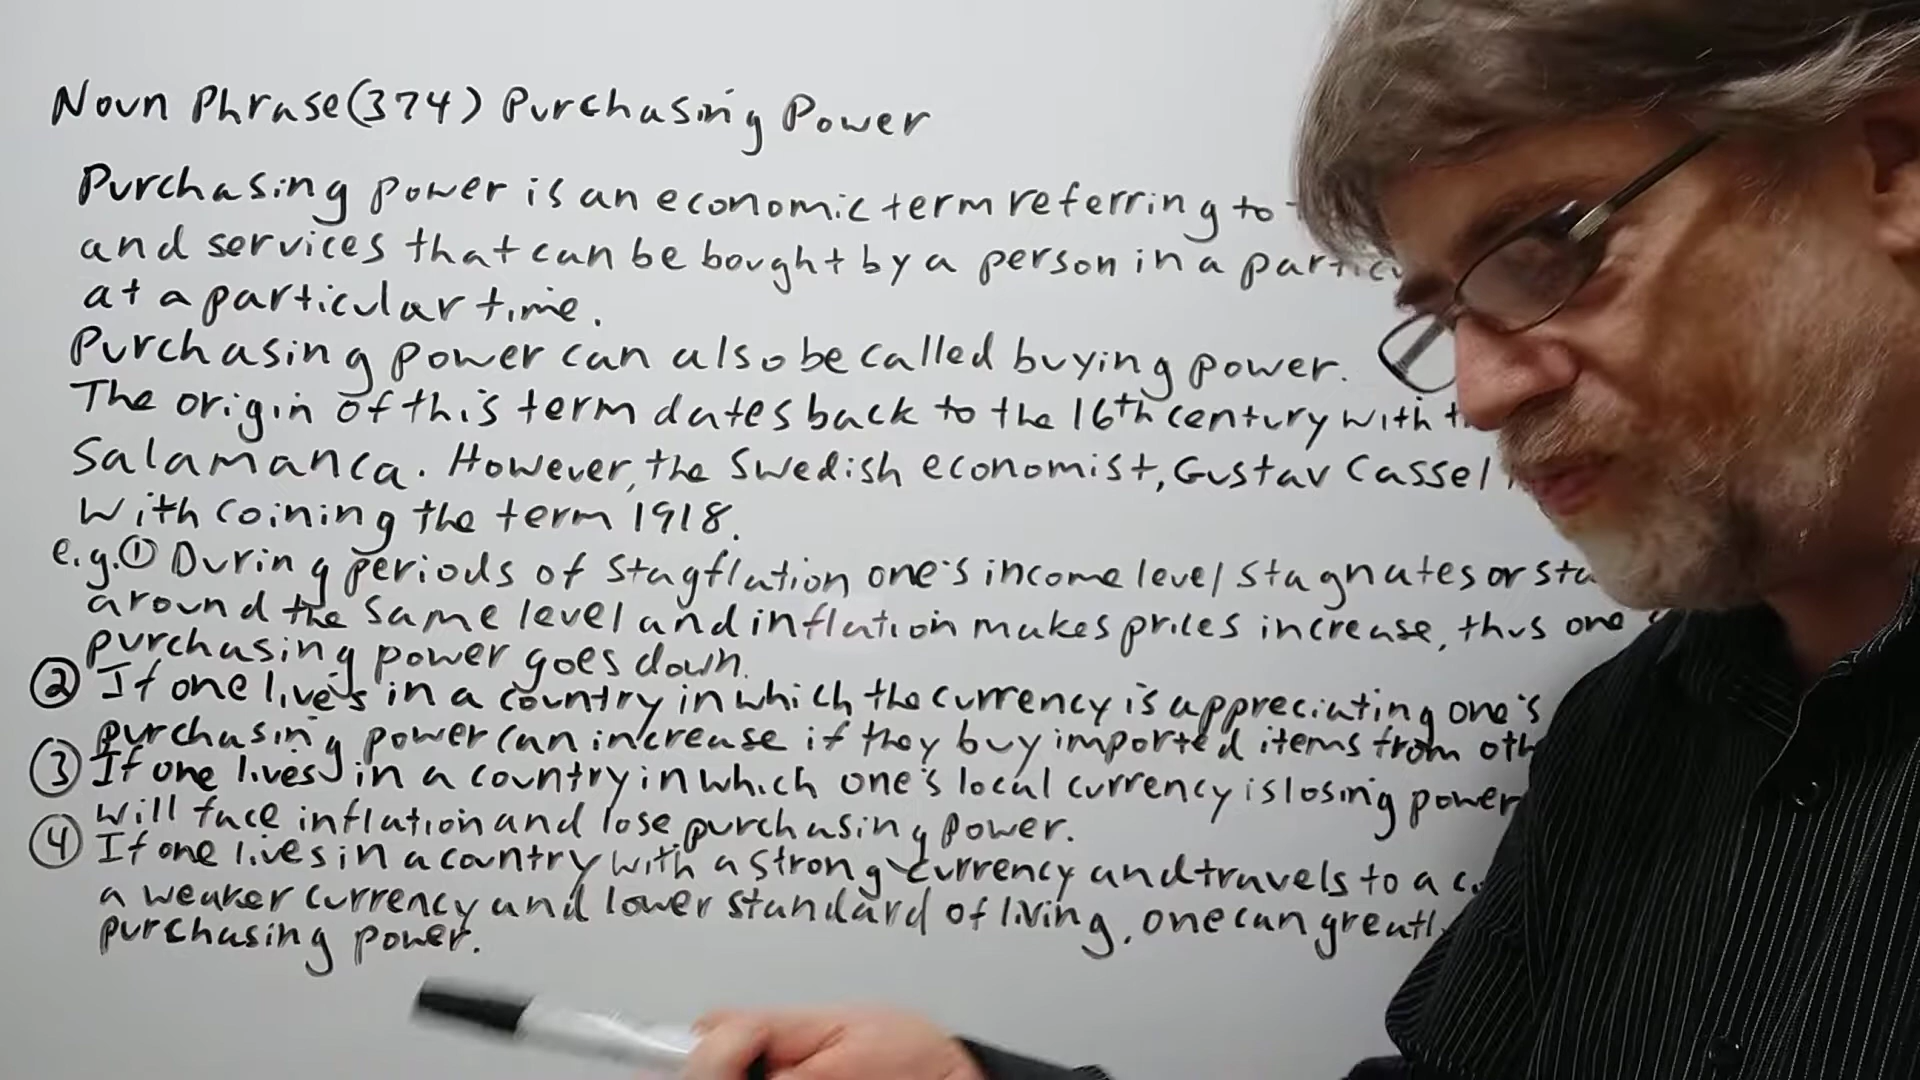 Noun Phrase (374) Purchasing Power
Purchasing power is an economic term referring to
and services that can be bought by a person in a
at a particular time.
Purchasing power can also be called buying power.
The origin of this term dates back to the 16th century with
Salamanca. However, the Swedish economist, Gustav Cassel
with coining the term 1918.
e.g. ① During periods of stagflation one's income level stagnates or
around the same level and inflation makes prices increase, thus one
purchasing power goes down.
② If one lives in a country in which the currency is appreciating one's
purchasing power can increase if they buy imported items from
③ If one lives in a country in which one's local currency is losing power
will face inflation and lose purchasing power.
④ If one lives in a country with a strong currency and travels to a
a weaker currency and lower standard of living, one can
purchasing power.